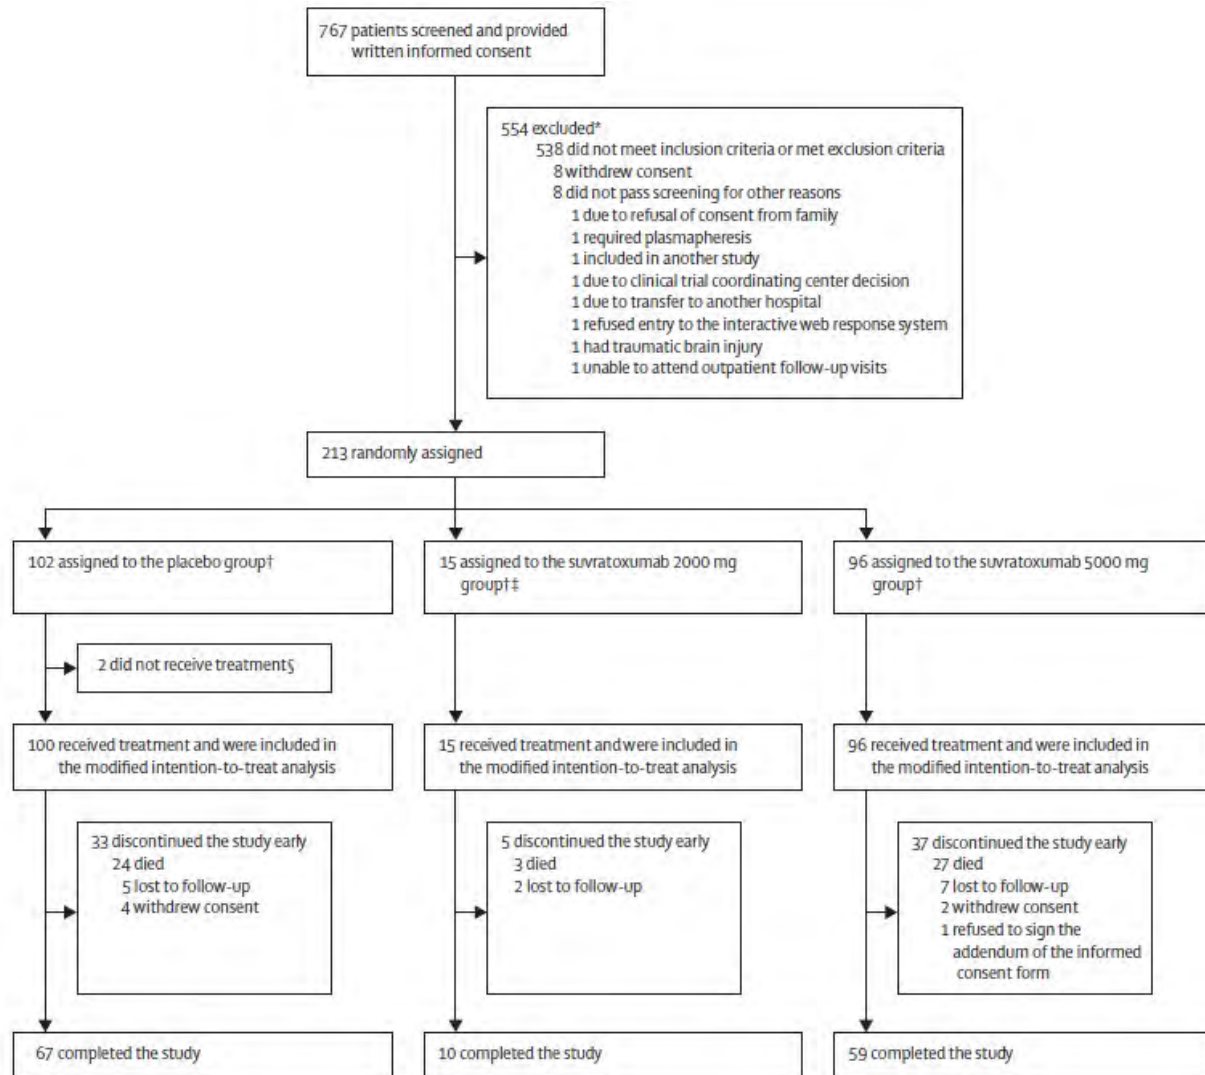 767 patients screened and provided
written informed consent
554 excluded*
538 did not meet inclusion criteria or met exclusion criteria
8 withdrew consent
8 did not pass screening for other reasons
1 due to refusal of consent from family
1 required plasmapheresis
1 included in another study
1 due to clinical trial coordinating center decision
1 due to transfer to another hospital
1 refused entry to the interactive web response system
1 had traumatic brain injury
1 unable to attend outpatient follow-up visits
213 randomly assigned
102 assigned to the placebo group†
15 assigned to the suvratoxumab 2000 mg
group†‡
96 assigned to the suvratoxumab 5000 mg
group†
2 did not receive treatment§
100 received treatment and were included in
the modified intention-to-treat analysis
15 received treatment and were included in
the modified intention-to-treat analysis
96 received treatment and were included in
the modified intention-to-treat analysis
33 discontinued the study early
24 died
5 lost to follow-up
4 withdrew consent
5 discontinued the study early
3 died
2 lost to follow-up
37 discontinued the study early
27 died
7 lost to follow-up
2 withdrew consent
1 refused to sign the
addendum of the informed
consent form
67 completed the study
10 completed the study
59 completed the study